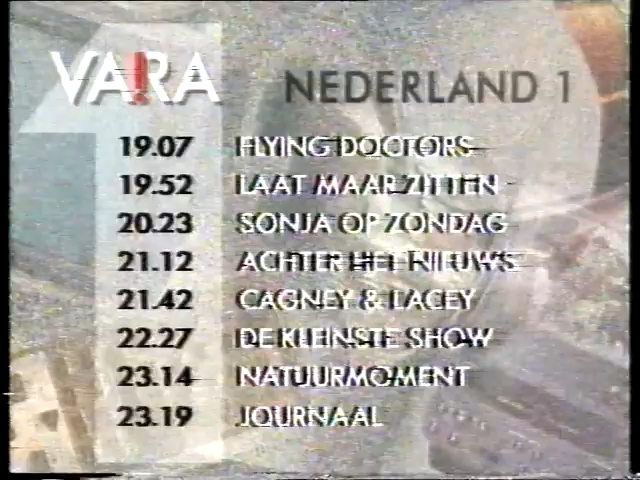 VARA NEDERLAND 1
19.07 FLYING DOCTORS
19.52 LAAT MAAR ZITTEN
20.23 SONJA OP ZONDAG
21.12 ACHTER HET NIEUWS
21.42 CAGNEY & LACEY
22.27 DE KLEINSTE SHOW
23.14 NATUURMOMENT
23.19 JOURNAAL